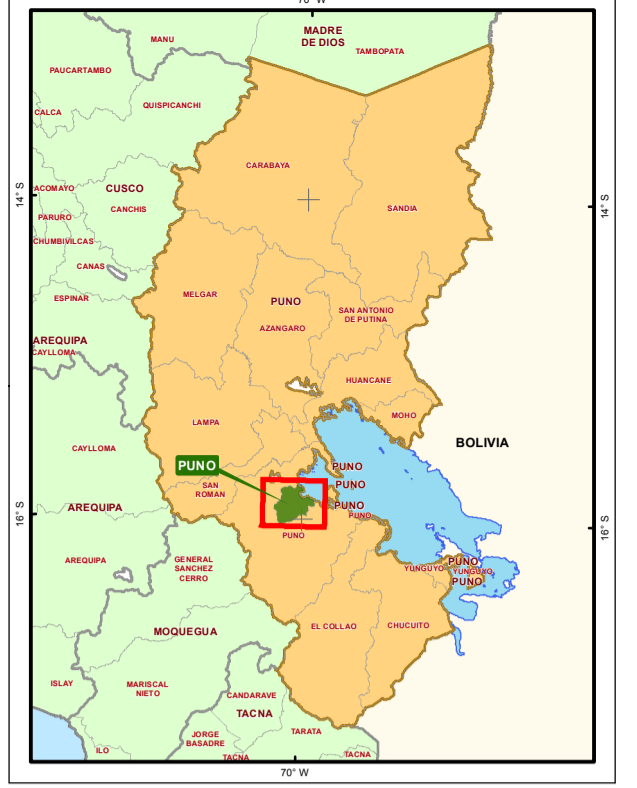 70° W
MANU
MADRE
DE DIOS
TAMBOPATA
PAUCARTAMBO
QUISPICANCHI
CALCA
CARABAYA
14° S
ACOMAYO
CUSCO
CANCHIS
PARURO
SANDIA
14° S
CHUMBIVILCAS
CANAS
ESPINAR
MELGAR
PUNO
SAN ANTONIO
DE PUTINA
AZANGARO
AREQUIPA
CAYLLOMA
HUANCANE
MOHO
LAMPA
CAYLLOMA
BOLIVIA
PUNO
PUNO
SAN
ROMAN
PUNO
PUNO
PUNO
AREQUIPA
16° S
16° S
PUNO
AREQUIPA
GENERAL
SANCHEZ
CERRO
PUNO
YUNGUYO
YUNGUYO
PUNO
EL COLLAO
CHUCUITO
MOQUEGUA
ISLAY
MARISCAL
NIETO
CANDARAVE
TACNA
JORGE
BASADRE
TARATA
ILO
TACNA
TACNA
70° W